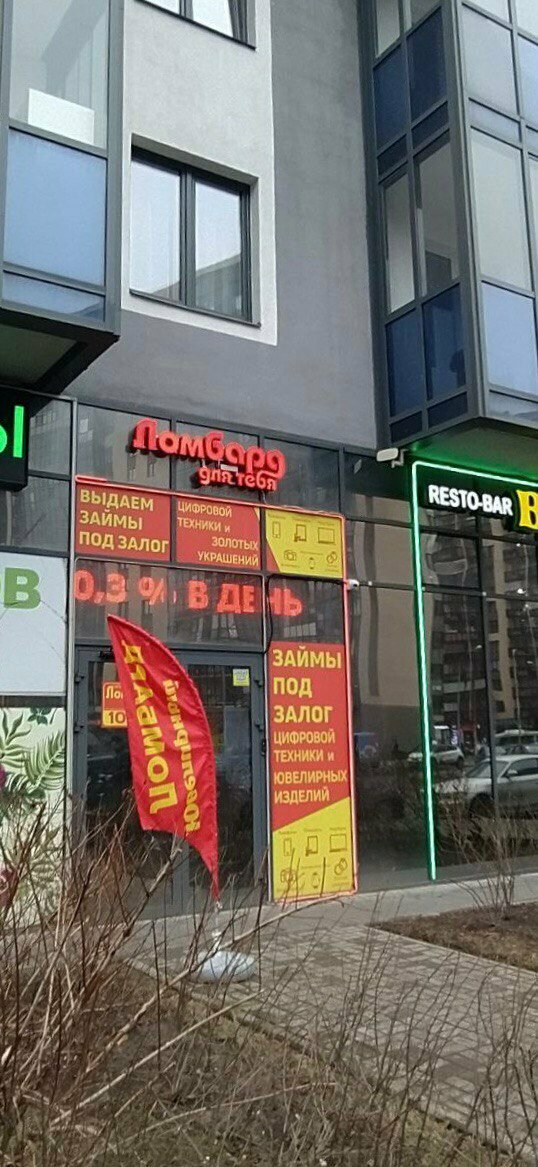 Ы
Ломбард
для тебя
ВЫДАЕМ
ЗАЙМЫ
ПОД ЗАЛОГ
ЦИФРОВОЙ
ТЕХНИКИ и
ЗОЛОТЫХ
УКРАШЕНИЙ
RESTO-BAR
ОВ
0,3 % В ДЕНЬ
ЗАЙМЫ
ПОД
ЗАЛОГ
ЦИФРОВОЙ
ТЕХНИКИ и
ЮВЕЛИРНЫХ
ИЗДЕЛИЙ
Ломбард
Ювелирный